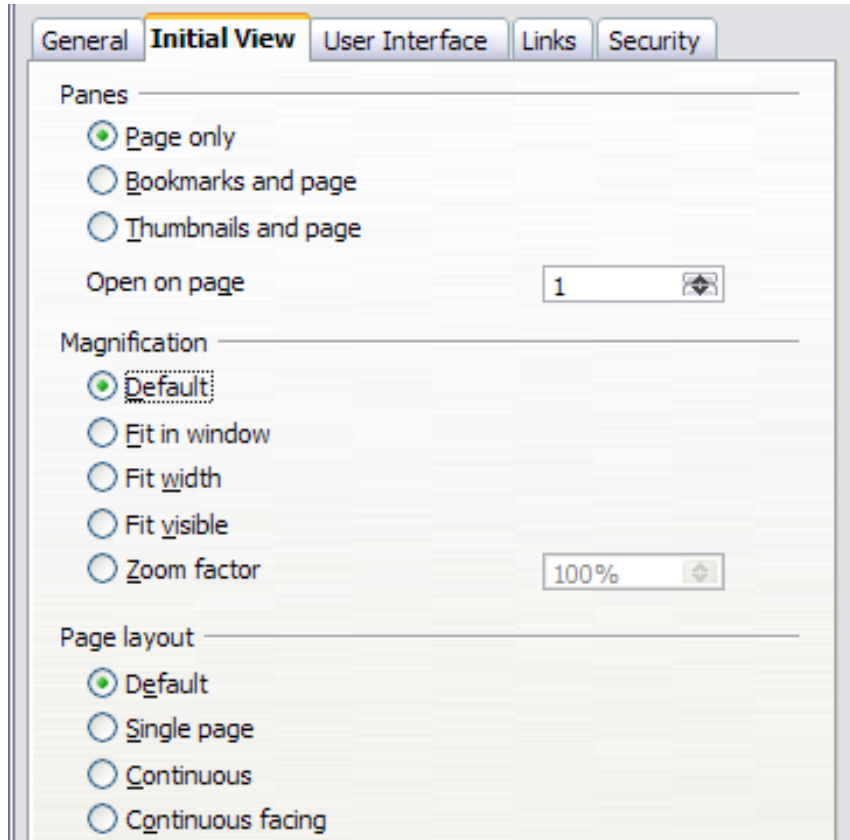 General Initial View User Interface Links Security
Panes
Page only
Bookmarks and page
Thumbnails and page
Open on page 1
Magnification
Default
Fit in window
Fit width
Fit visible
Zoom factor 100%
Page layout
Default
Single page
Continuous
Continuous facing